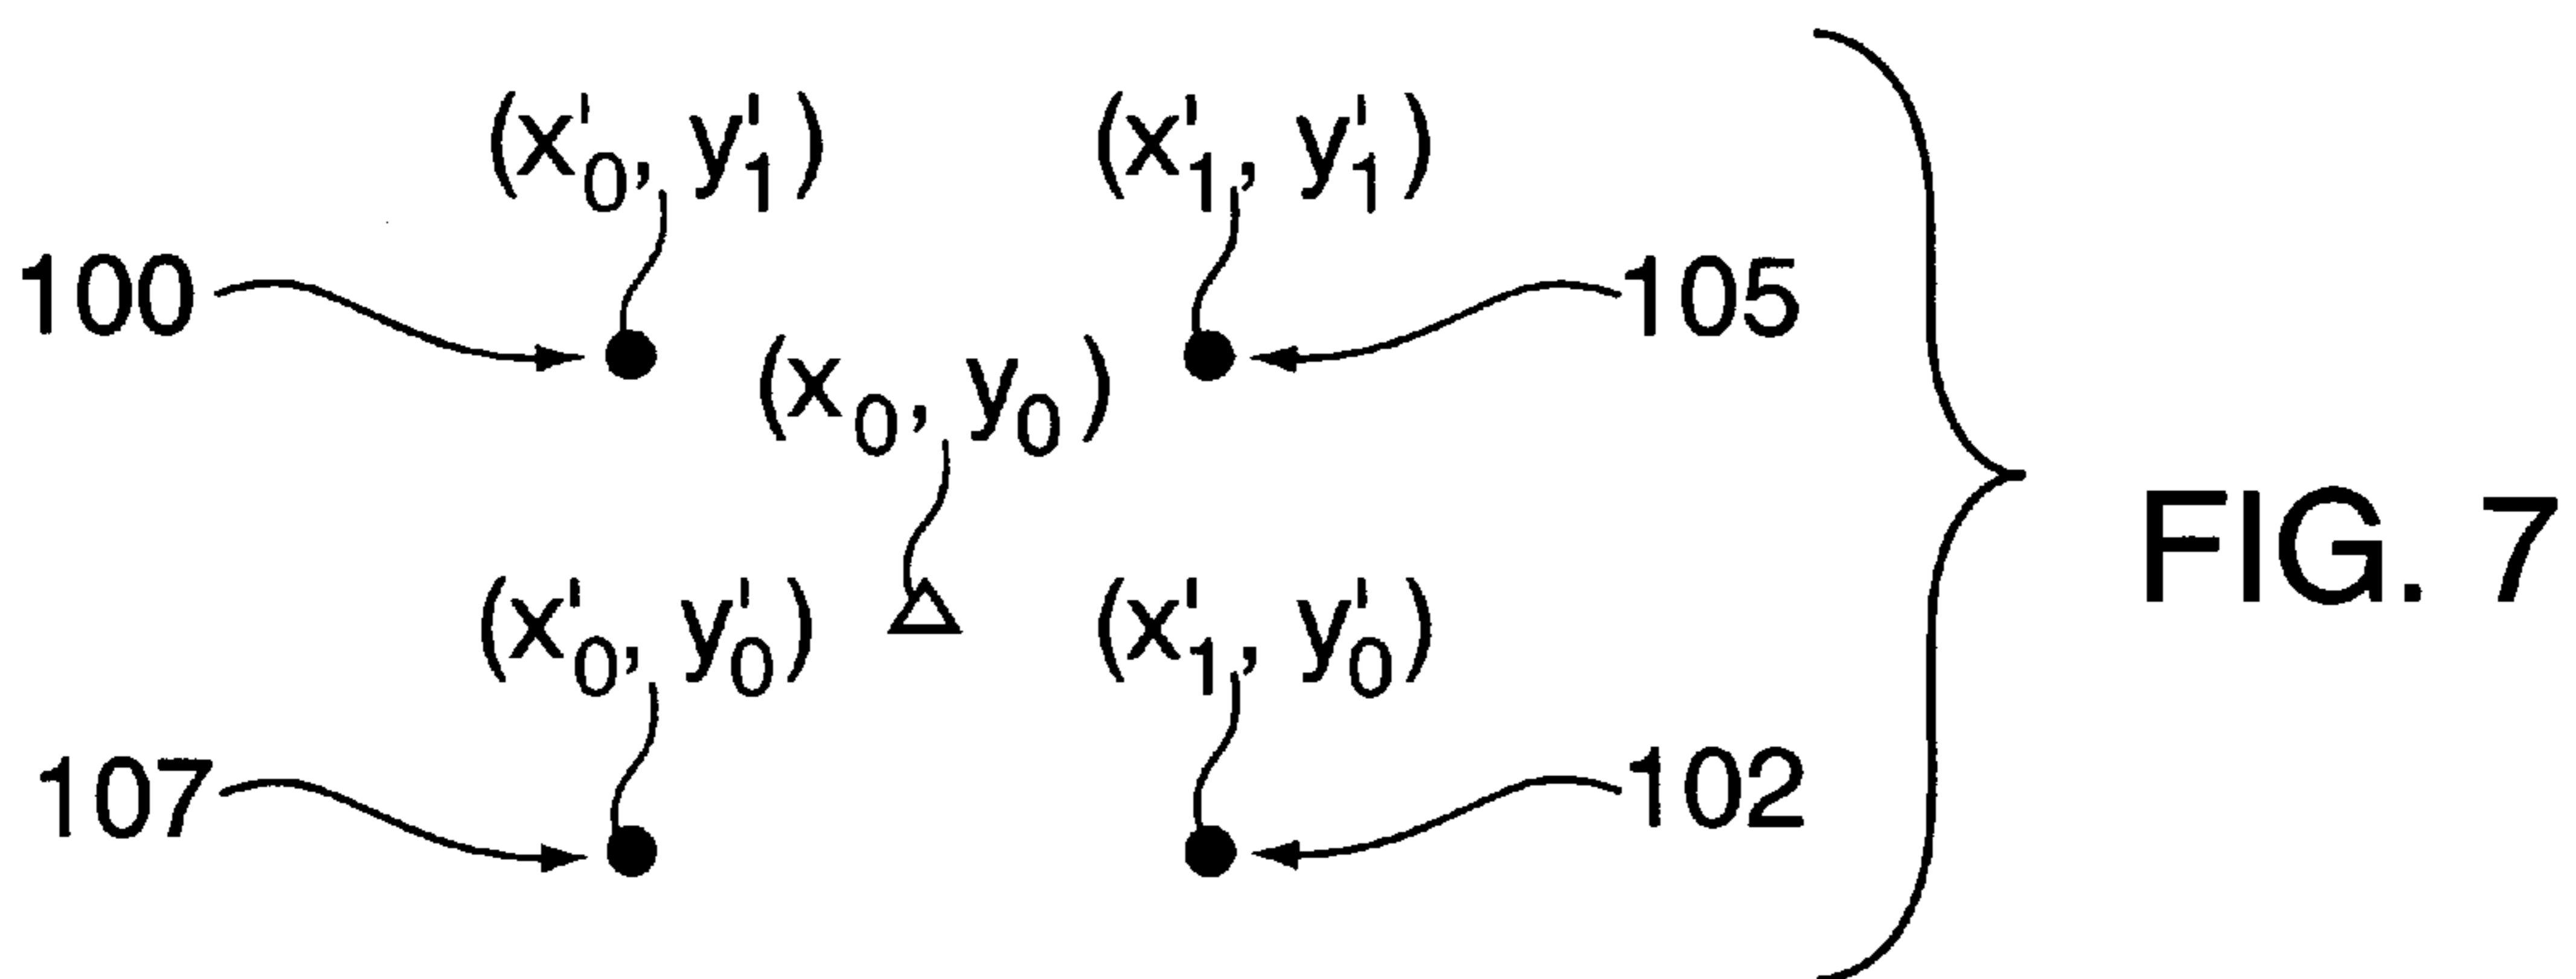 (x'0, y'1)
(x'1, y'1)
100
105
(x0, y0)
FIG. 7
(x'0, y'0)
(x'1, y'0)
107
102